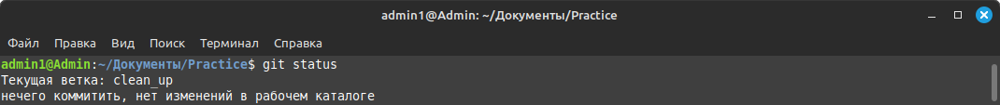 admin1@Admin: ~/Документы/Practice
Файл Правка Вид Поиск Терминал Справка
admin1@Admin:~/Документы/Practice$ git status
Текущая ветка: clean_up
нечего коммитить, нет изменений в рабочем каталоге